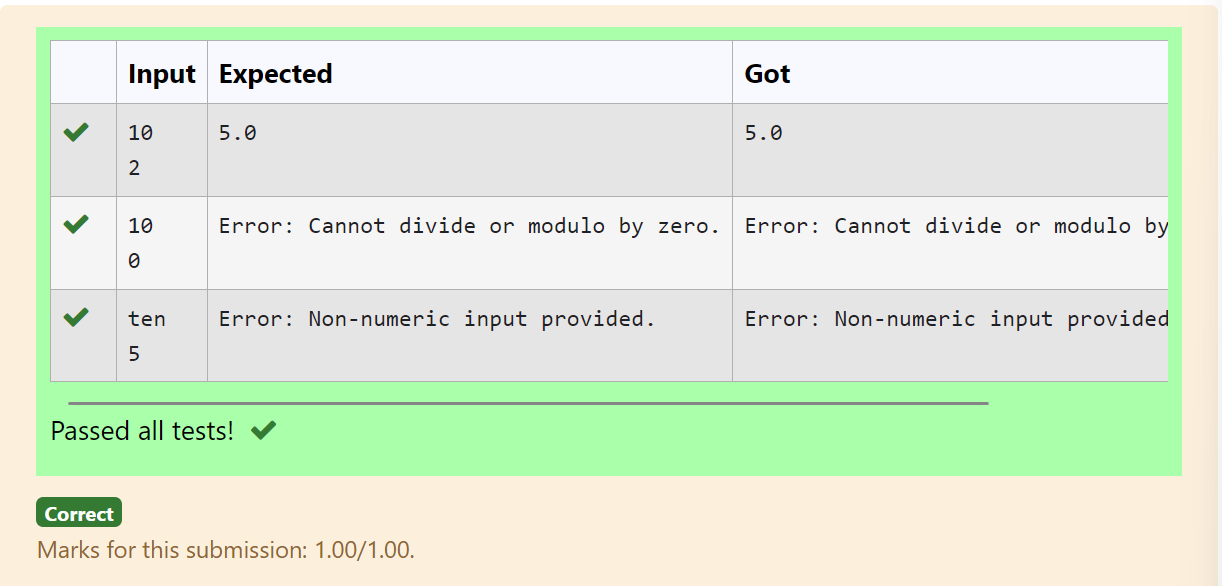 Input Expected Got
10 5.0 5.0
2
10 Error: Cannot divide or modulo by zero. Error: Cannot divide or modulo by
0
ten Error: Non-numeric input provided. Error: Non-numeric input provided
5
Passed all tests!
Correct
Marks for this submission: 1.00/1.00.